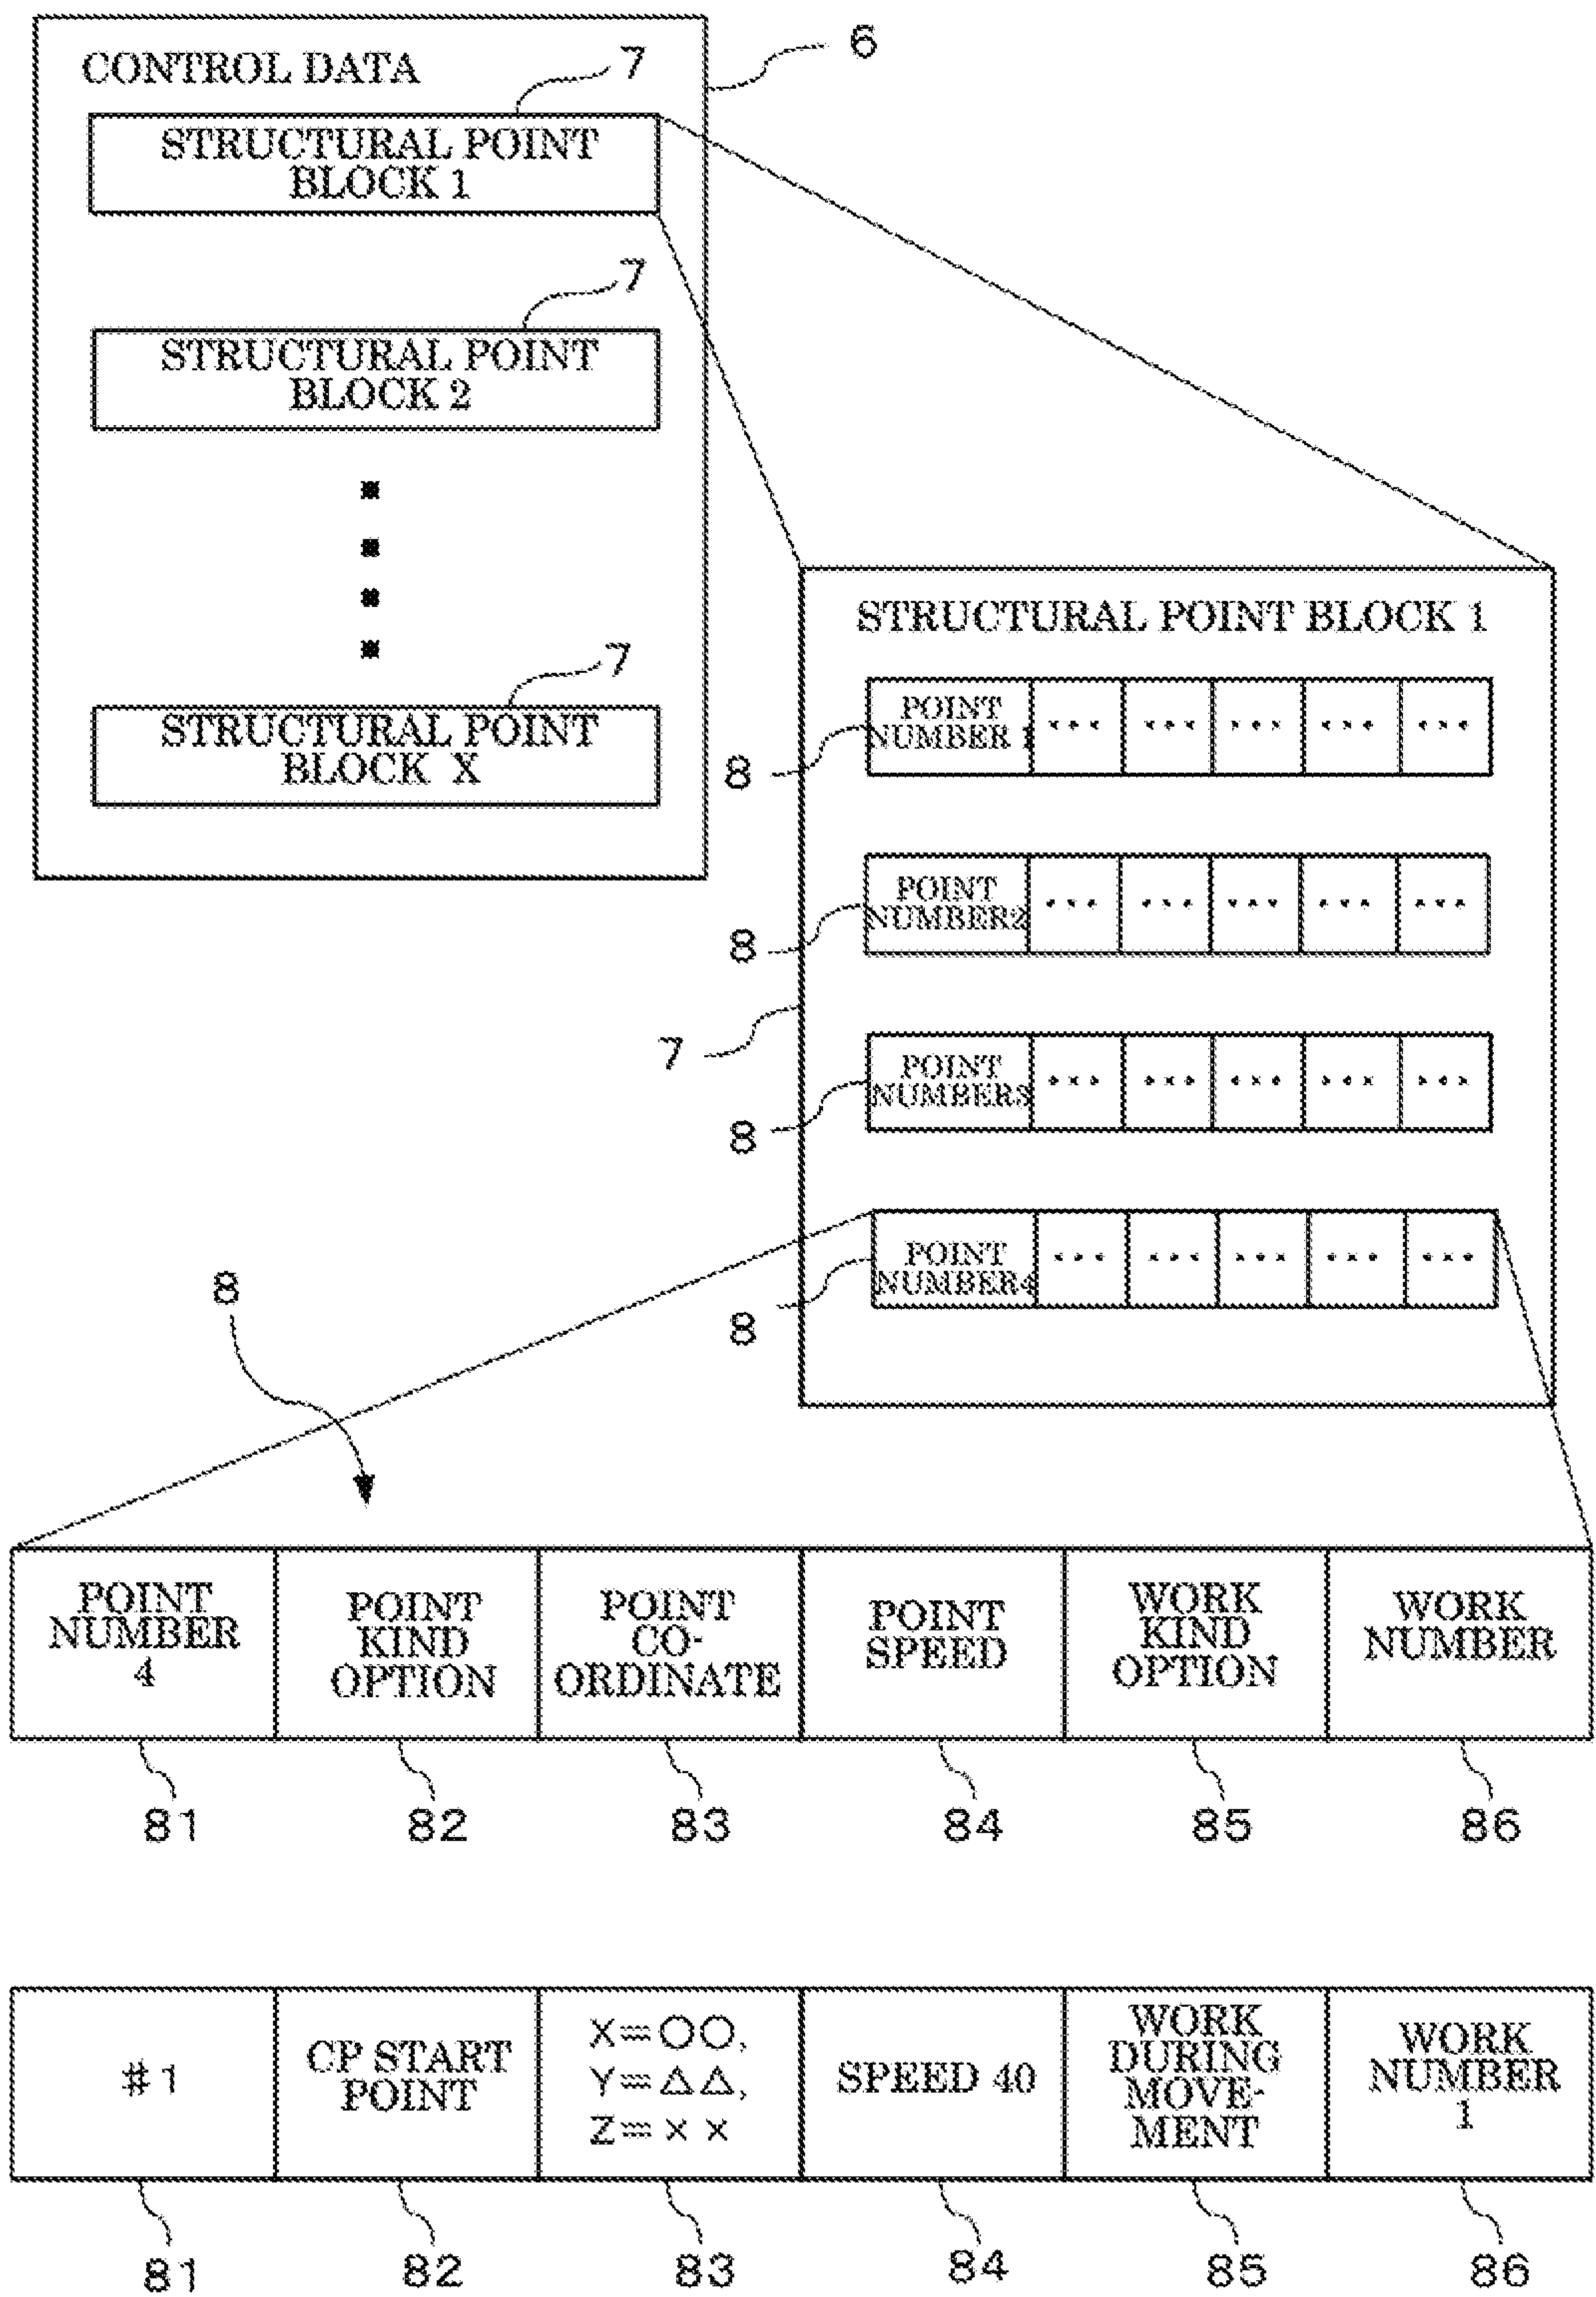 CONTROL DATA
6
7
STRUCTURAL POINT
BLOCK 1
7
STRUCTURAL POINT
BLOCK 2
7
STRUCTURAL POINT
BLOCK X
STRUCTURAL POINT BLOCK 1
POINT
NUMBER 1
8
POINT
NUMBER2
8
7
POINT
NUMBER3
8
POINT
NUMBER4
8
8
POINT
NUMBER
4
POINT
KIND
OPTION
POINT
CO-
ORDINATE
POINT
SPEED
WORK
KIND
OPTION
WORK
NUMBER
81
82
83
84
85
86
#1
CP START
POINT
X=○○,
Y=△△,
Z=××
SPEED 40
WORK
DURING
MOVE-
MENT
WORK
NUMBER
1
81
82
83
84
85
86